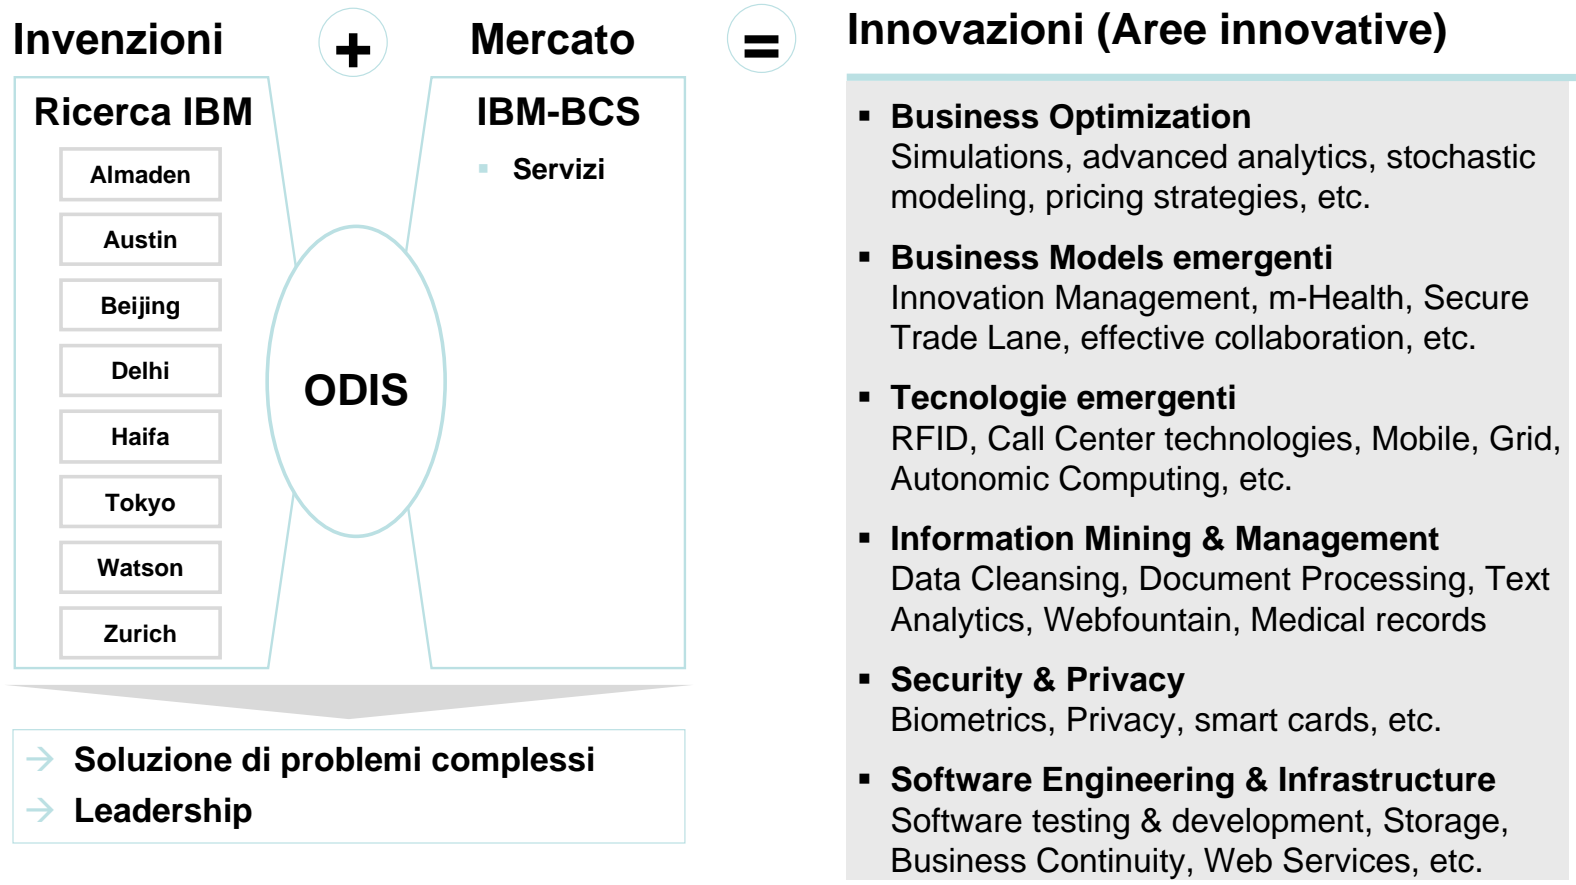 Invenzioni
+
Mercato
=
Innovazioni (Aree innovative)
Ricerca IBM
Almaden
Austin
Beijing
Delhi
Haifa
Tokyo
Watson
Zurich
ODIS
IBM-BCS
▪ Servizi
→ Soluzione di problemi complessi
→ Leadership
▪ Business Optimization
Simulations, advanced analytics, stochastic
modeling, pricing strategies, etc.
▪ Business Models emergenti
Innovation Management, m-Health, Secure
Trade Lane, effective collaboration, etc.
▪ Tecnologie emergenti
RFID, Call Center technologies, Mobile, Grid,
Autonomic Computing, etc.
▪ Information Mining & Management
Data Cleansing, Document Processing, Text
Analytics, Webfountain, Medical records
▪ Security & Privacy
Biometrics, Privacy, smart cards, etc.
▪ Software Engineering & Infrastructure
Software testing & development, Storage,
Business Continuity, Web Services, etc.